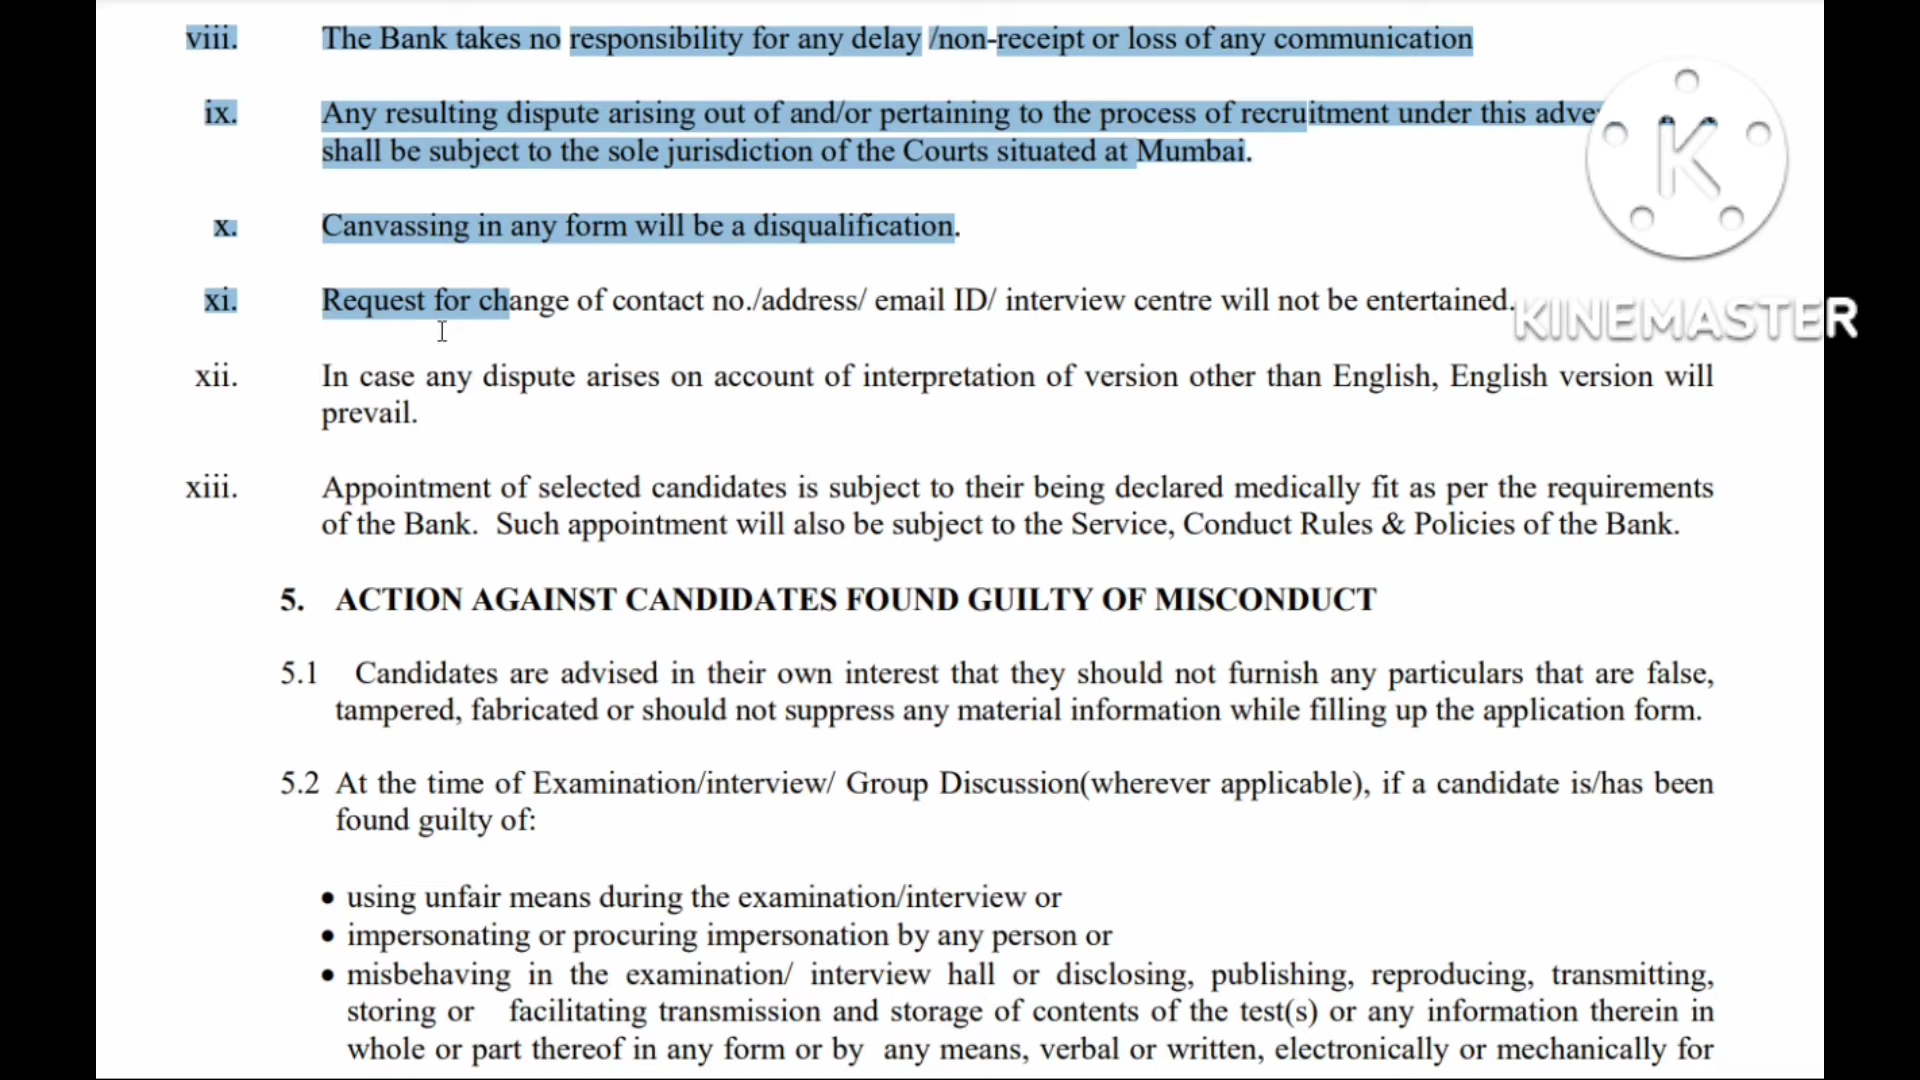 viii. The Bank takes no responsibility for any delay /non-receipt or loss of any communication
ix. Any resulting dispute arising out of and/or pertaining to the process of recruitment under this
shall be subject to the sole jurisdiction of the Courts situated at Mumbai.
x. Canvassing in any form will be a disqualification.
xi. Request for change of contact no./address/ email ID/ interview centre will not be entertained.
K
KINEMASTER
xii. In case any dispute arises on account of interpretation of version other than English, English version will
prevail.
xiii. Appointment of selected candidates is subject to their being declared medically fit as per the requirements
of the Bank. Such appointment will also be subject to the Service, Conduct Rules & Policies of the Bank.
5. ACTION AGAINST CANDIDATES FOUND GUILTY OF MISCONDUCT
5.1 Candidates are advised in their own interest that they should not furnish any particulars that are false,
tampered, fabricated or should not suppress any material information while filling up the application form.
5.2 At the time of Examination/interview/ Group Discussion(wherever applicable), if a candidate is/has been
found guilty of:
• using unfair means during the examination/interview or
• impersonating or procuring impersonation by any person or
• misbehaving in the examination/ interview hall or disclosing, publishing, reproducing, transmitting,
storing or facilitating transmission and storage of contents of the test(s) or any information therein in
whole or part thereof in any form or by any means, verbal or written, electronically or mechanically for